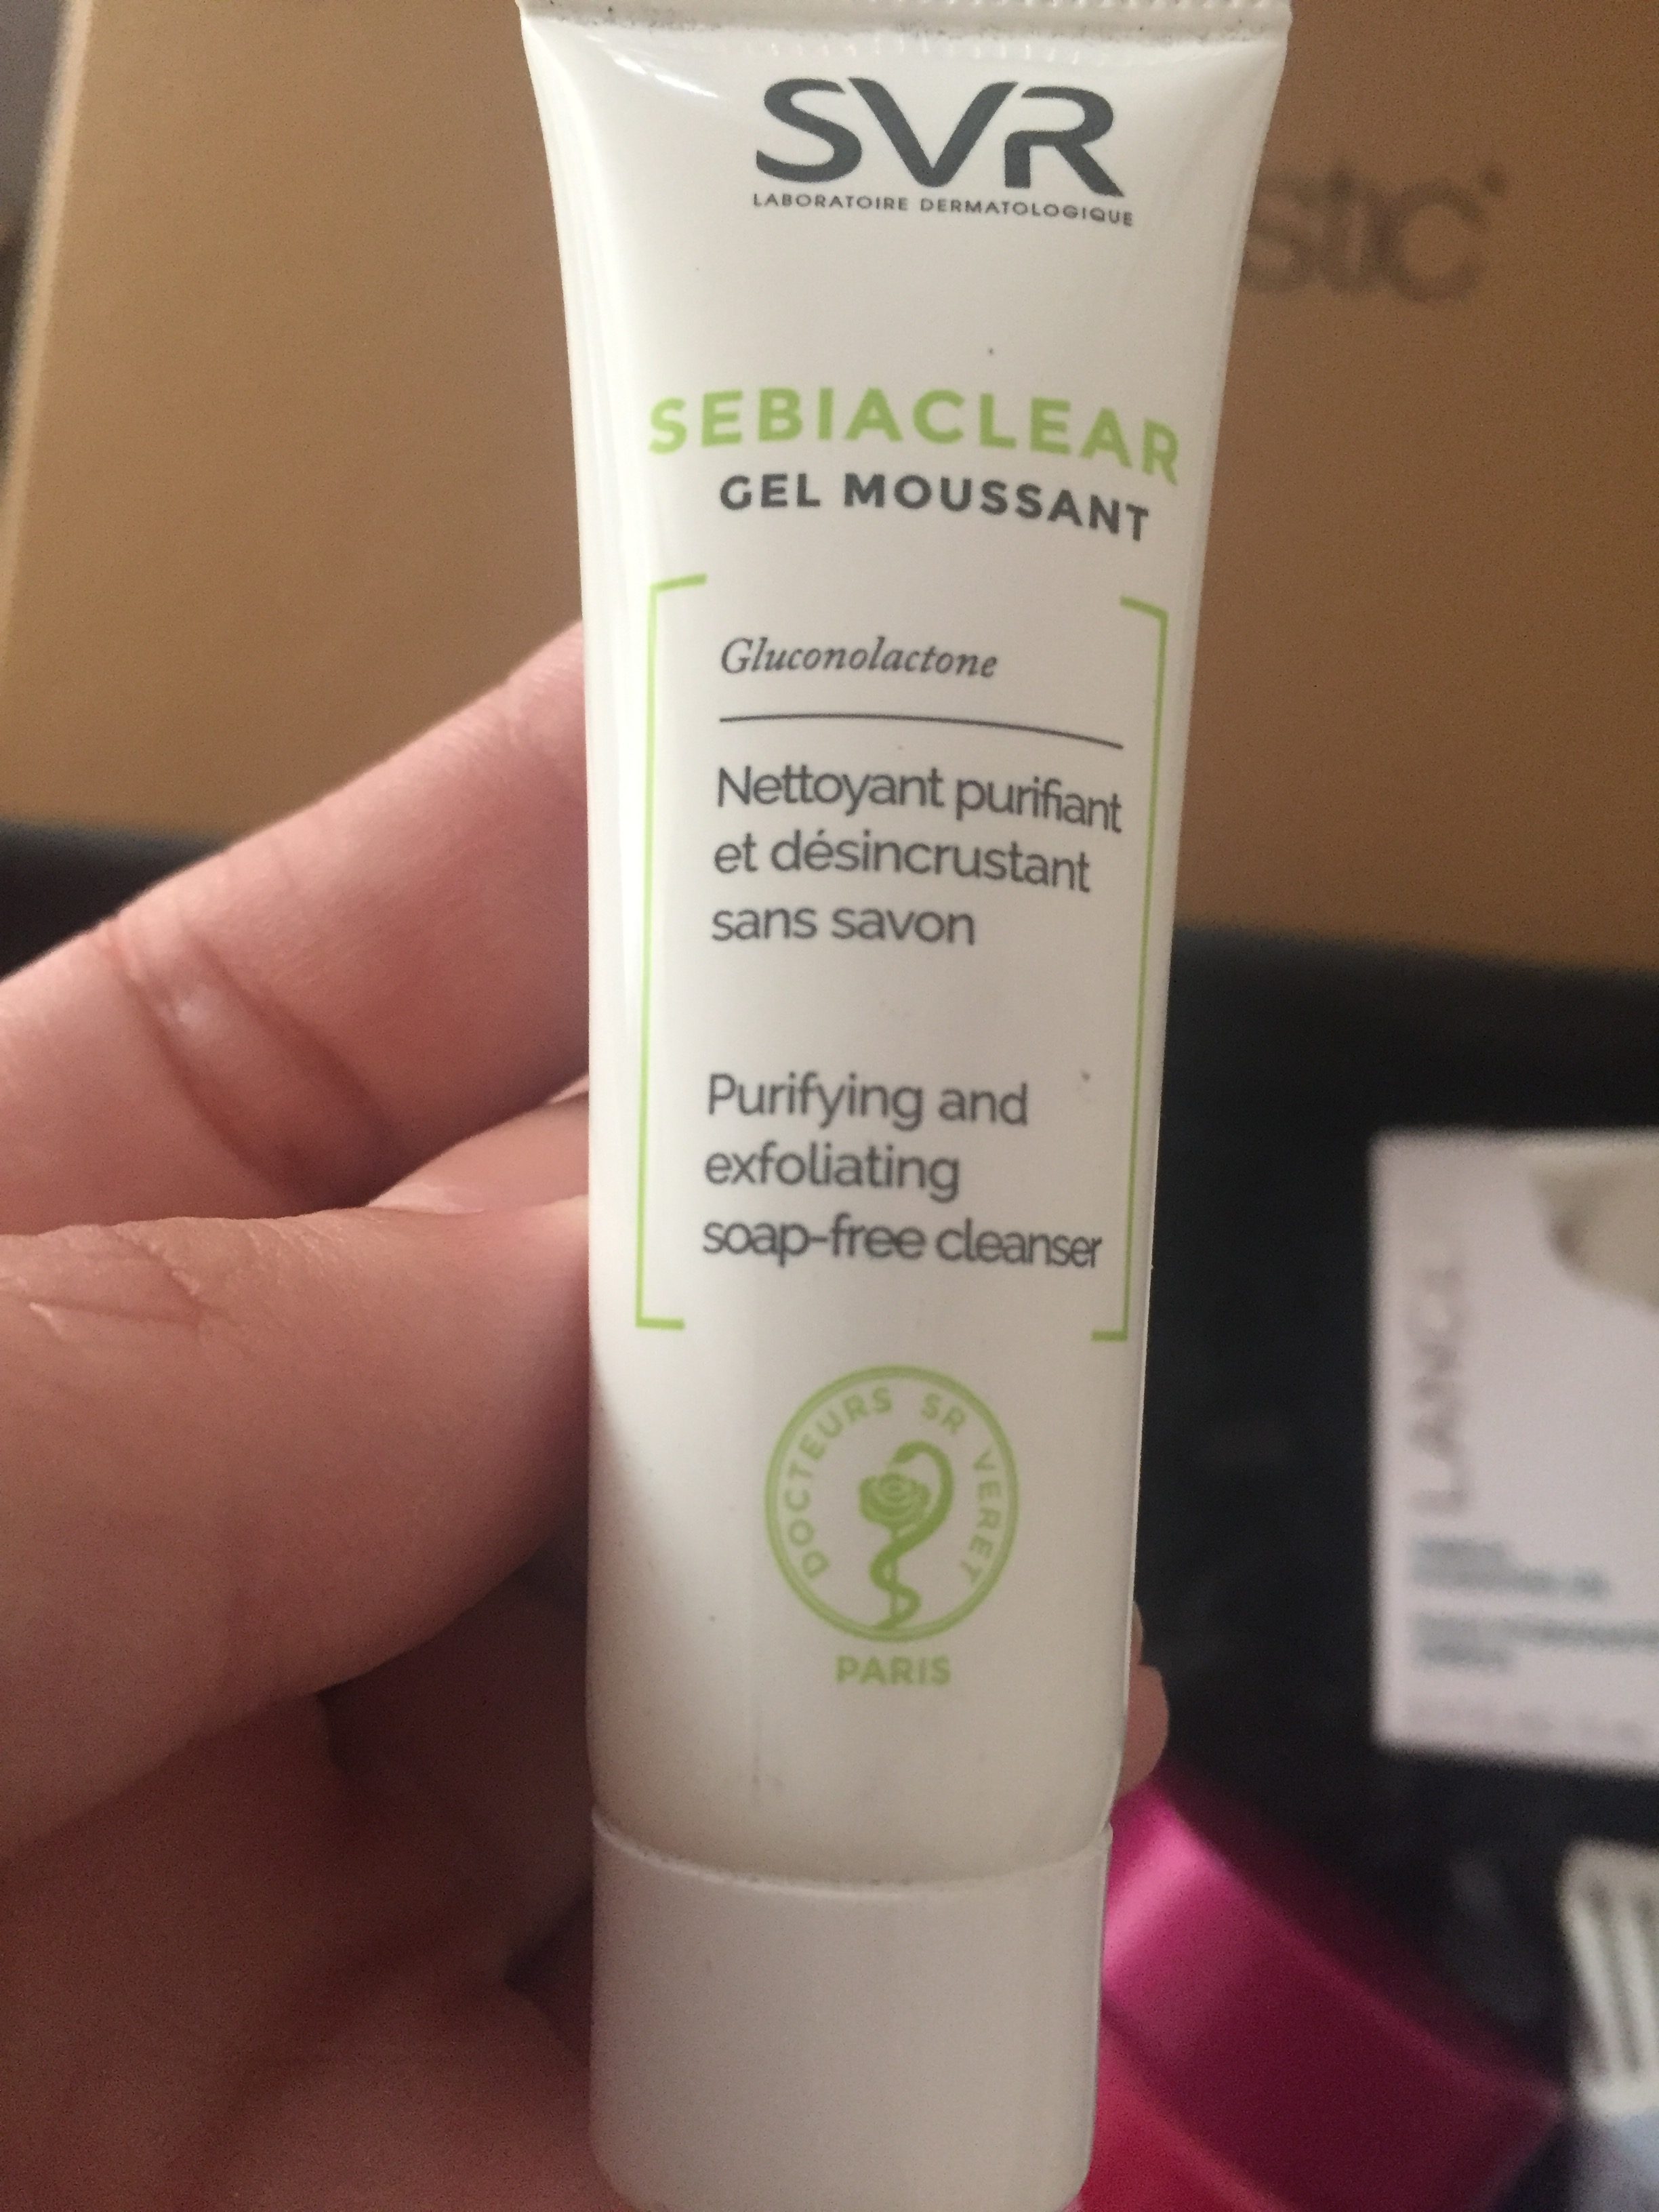 SVR
LABORATOIRE DERMATOLOGIQUE
SEBIACLEAR
GEL MOUSSANT
Gluconolactone
Nettoyant purifiant
et désincrustant
sans savon
Purifying and
exfoliating
soap-free cleanser
DOCTEURS SR VERET
PARIS
stic